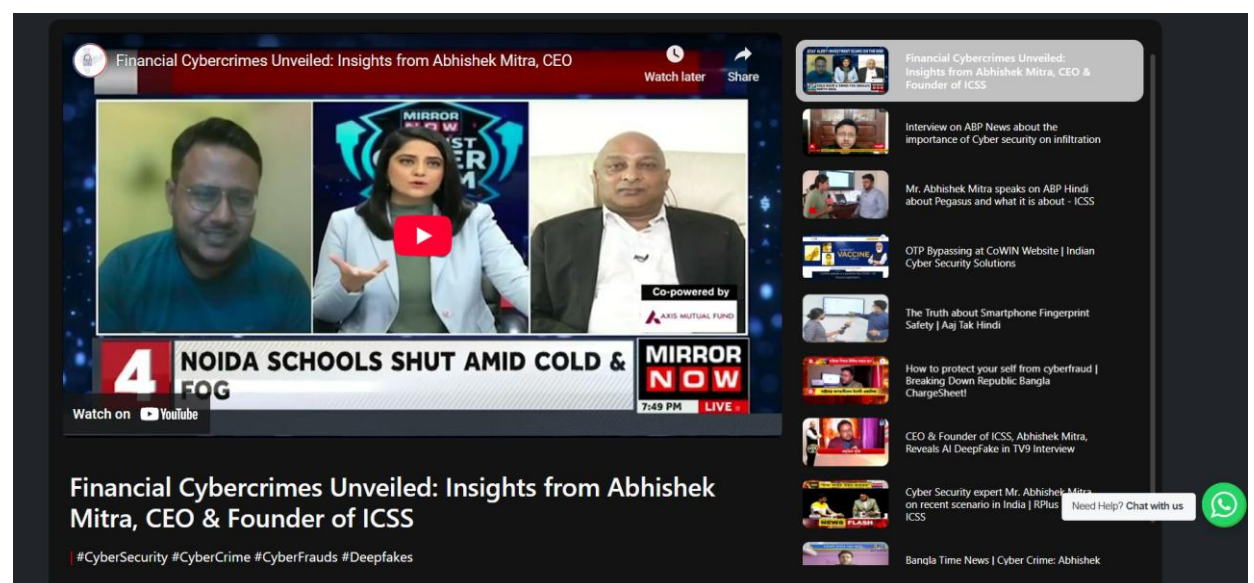 Financial Cybercrimes Unveiled: Insights from Abhishek Mitra, CEO
Watch later
Share
MIRROR
NOW
Co-powered by
AXIS MUTUAL FUND
4
NOIDA SCHOOLS SHUT AMID COLD &
FOG
MIRROR
NOW
7:49 PM LIVE
Watch on YouTube
Financial Cybercrimes Unveiled: Insights from Abhishek
Mitra, CEO & Founder of ICSS
#CyberSecurity #CyberCrime #CyberFrauds #Deepfakes
Financial Cybercrimes Unveiled:
Insights from Abhishek Mitra, CEO &
Founder of ICSS
Interview on ABP News about the
importance of Cyber security on infiltration
Mr. Abhishek Mitra speaks on ABP Hindi
about Pegasus and what it is about - ICSS
VACCINE
OTP Bypassing at CoWIN Website | Indian
Cyber Security Solutions
The Truth about Smartphone Fingerprint
Safety | Aaj Tak Hindi
How to protect your self from cyberfraud |
Breaking Down Republic Bangla
ChargeSheet!
CEO & Founder of ICSS, Abhishek Mitra,
Reveals AI DeepFake in TV9 Interview
NEWS FLASH
Cyber Security expert Mr. Abhishek Mitra
on recent scenario in India | RPlus
ICSS
Need Help? Chat with us
Bangla Time News | Cyber Crime: Abhishek